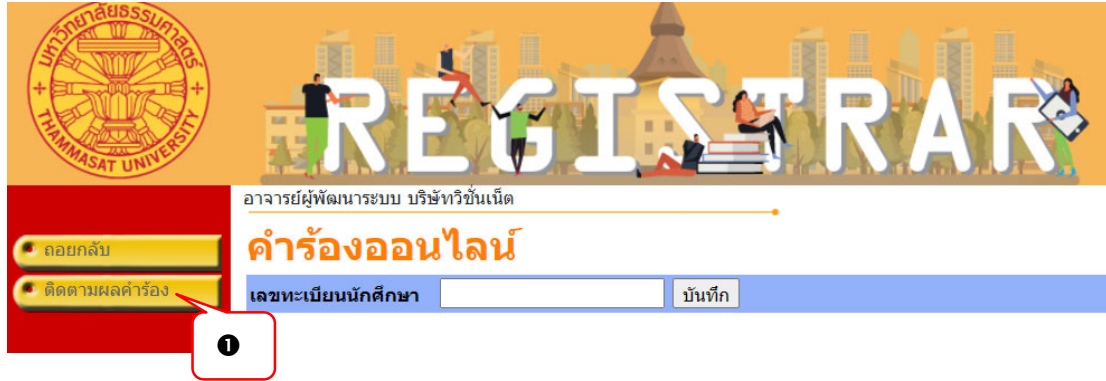 มหาวิทยาลัยธรรมศาสตร์
THAMMASAT UNIVERSITY
REGISTRAR
อาจารย์ผู้พัฒนาระบบ บริษัทวิชั่นเน็ต
ถอยกลับ
คำร้องออนไลน์
ติดตามผลคำร้อง
เลขทะเบียนนักศึกษา บันทึก
❶